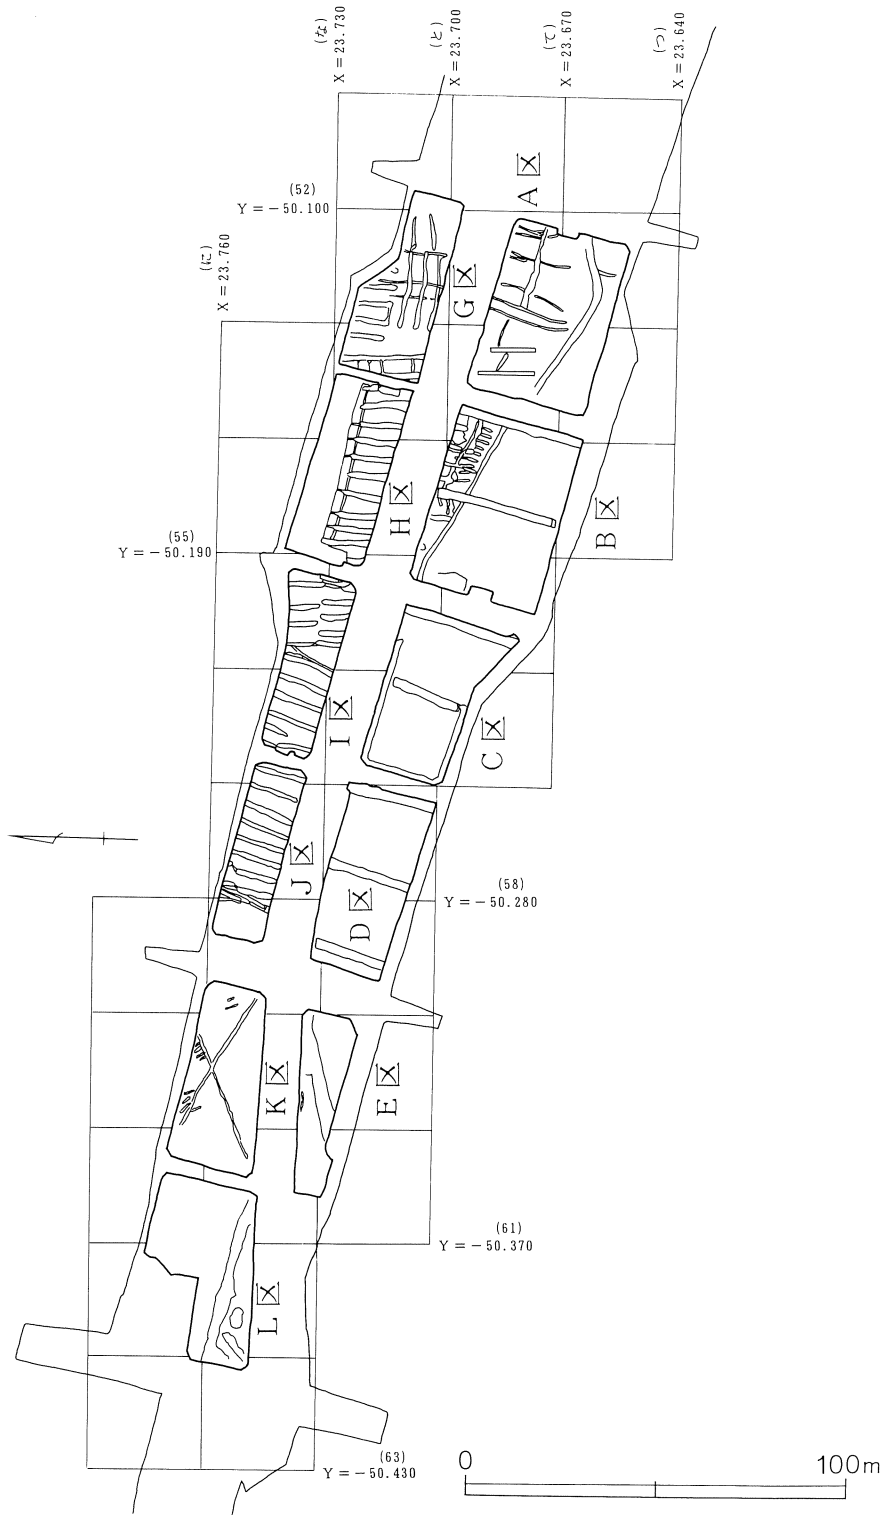 (な)
X=23.730
(と)
X=23.700
(て)
X=23.670
(つ)
X=23.640
(52)
Y=-50.100
(に)
X=23.760
A区
G区
(55)
Y=-50.190
H区
B区
I区
C区
J区
D区
(58)
Y=-50.280
K区
E区
(61)
Y=-50.370
L区
(63)
Y=-50.430
0
100m